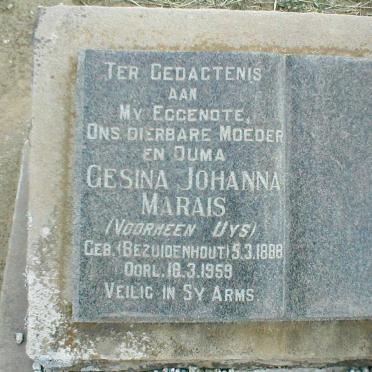 TER GEDACTENIS
AAN
MY EGGENOTE,
ONS DIERBARE MOEDER
EN OUMA
GESINA JOHANNA
MARAIS
(VOORHEEN UYS)
GEB. (BEZUIDENHOUT) 5.3.1888
OORL. 18.3.1959
VEILIG IN SY ARMS.